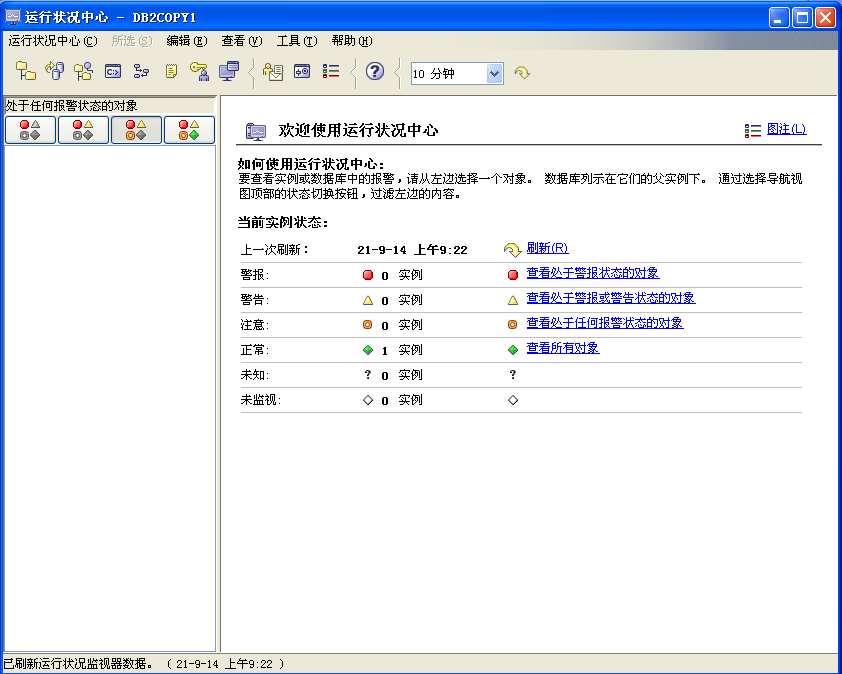 运行状况中心 - DB2COPY1
运行状况中心(C) 所选(S) 编辑(E) 查看(V) 工具(T) 帮助(H)
10 分钟
处于任何报警状态的对象
欢迎使用运行状况中心
图注(L)
如何使用运行状况中心:
要查看实例或数据库中的报警,请从左边选择一个对象。 数据库列示在它们的父实例下。 通过选择导航视
图顶部的状态切换按钮,过滤左边的内容。
当前实例状态:
上一次刷新: 21-9-14 上午9:22 刷新(R)
警报: 0 实例 查看处于警报状态的对象
警告: 0 实例 查看处于警报或警告状态的对象
注意: 0 实例 查看处于任何报警状态的对象
正常: 1 实例 查看所有对象
未知: ? 0 实例 ?
未监视: 0 实例
已刷新运行状况监视器数据。 ( 21-9-14 上午9:22 )